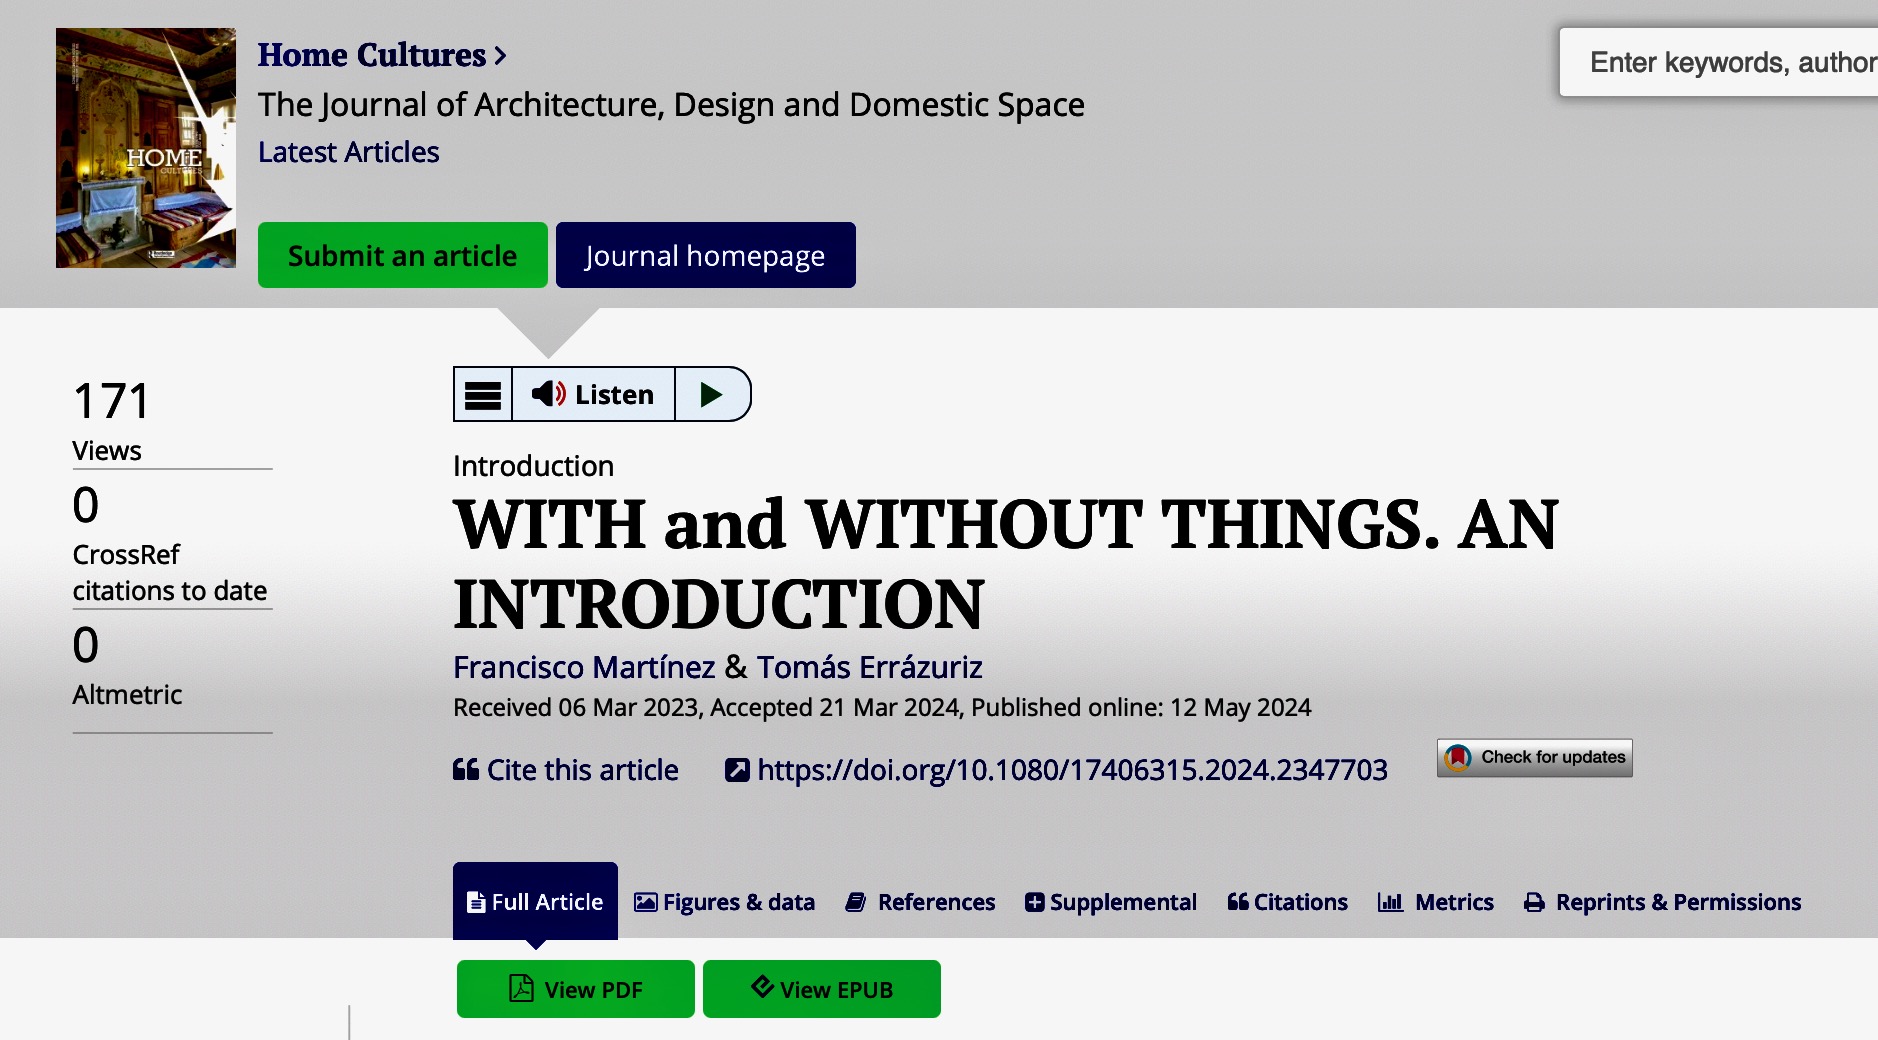 Home Cultures >
The Journal of Architecture, Design and Domestic Space
Latest Articles
Enter keywords, author
HOME
CULTURES
Submit an article
Journal homepage
171
Views
0
CrossRef
citations to date
0
Altmetric
Listen
Introduction
WITH and WITHOUT THINGS. AN
INTRODUCTION
Francisco Martínez & Tomás Errázuriz
Received 06 Mar 2023, Accepted 21 Mar 2024, Published online: 12 May 2024
Cite this article
https://doi.org/10.1080/17406315.2024.2347703
Check for updates
Full Article
Figures & data
References
Supplemental
Citations
Metrics
Reprints & Permissions
View PDF
View EPUB